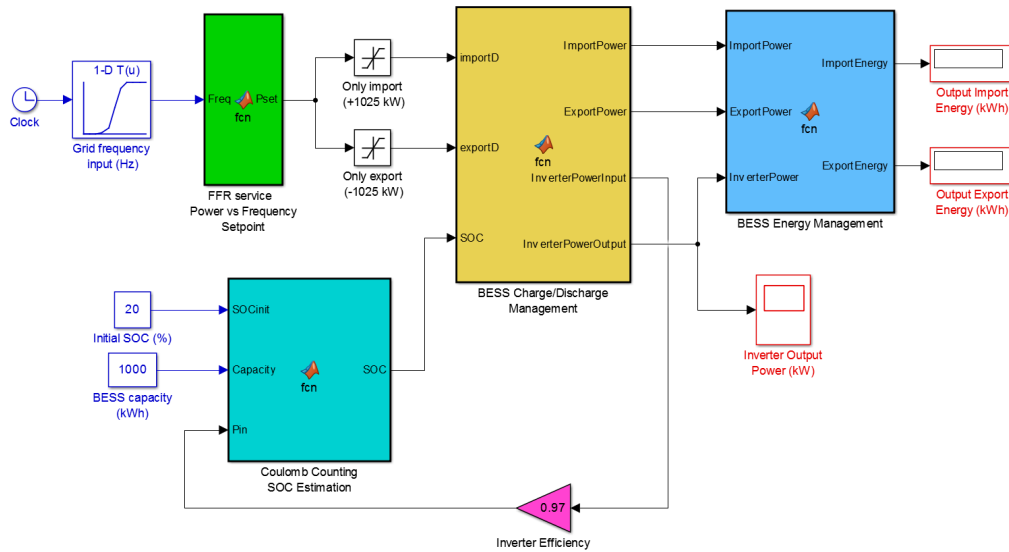 Clock
1-D T(u)
Grid frequency
input (Hz)
Freq
Pset
fcn
FFR service
Power vs Frequency
Setpoint
Only import
(+1025 kW)
Only export
(-1025 kW)
importD
exportD
SOC
fcn
ImportPower
ExportPower
InverterPowerInput
InverterPowerOutput
BESS Charge/Discharge
Management
ImportPower
ExportPower
InverterPower
fcn
ImportEnergy
ExportEnergy
BESS Energy Management
Output Import
Energy (kWh)
Output Export
Energy (kWh)
Inverter Output
Power (kW)
20
Initial SOC (%)
1000
BESS capacity
(kWh)
SOCinit
Capacity
Pin
fcn
SOC
Coulomb Counting
SOC Estimation
0.97
Inverter Efficiency